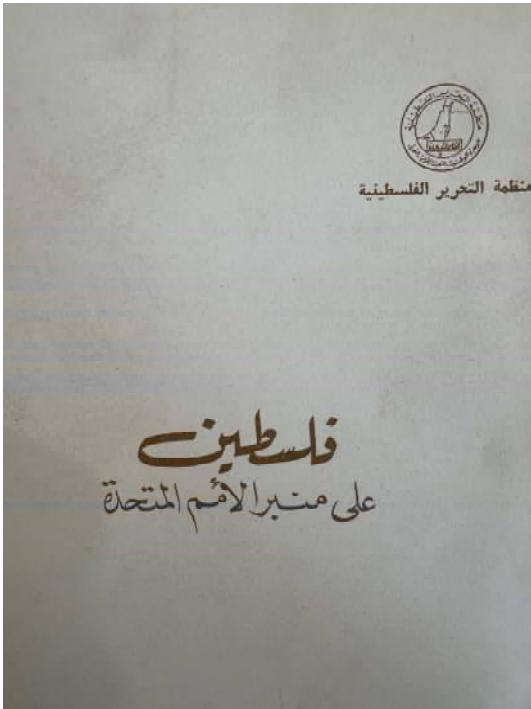 منظمة التحرير الفلسطينية
فلسطين
على منبر الأمم المتحدة